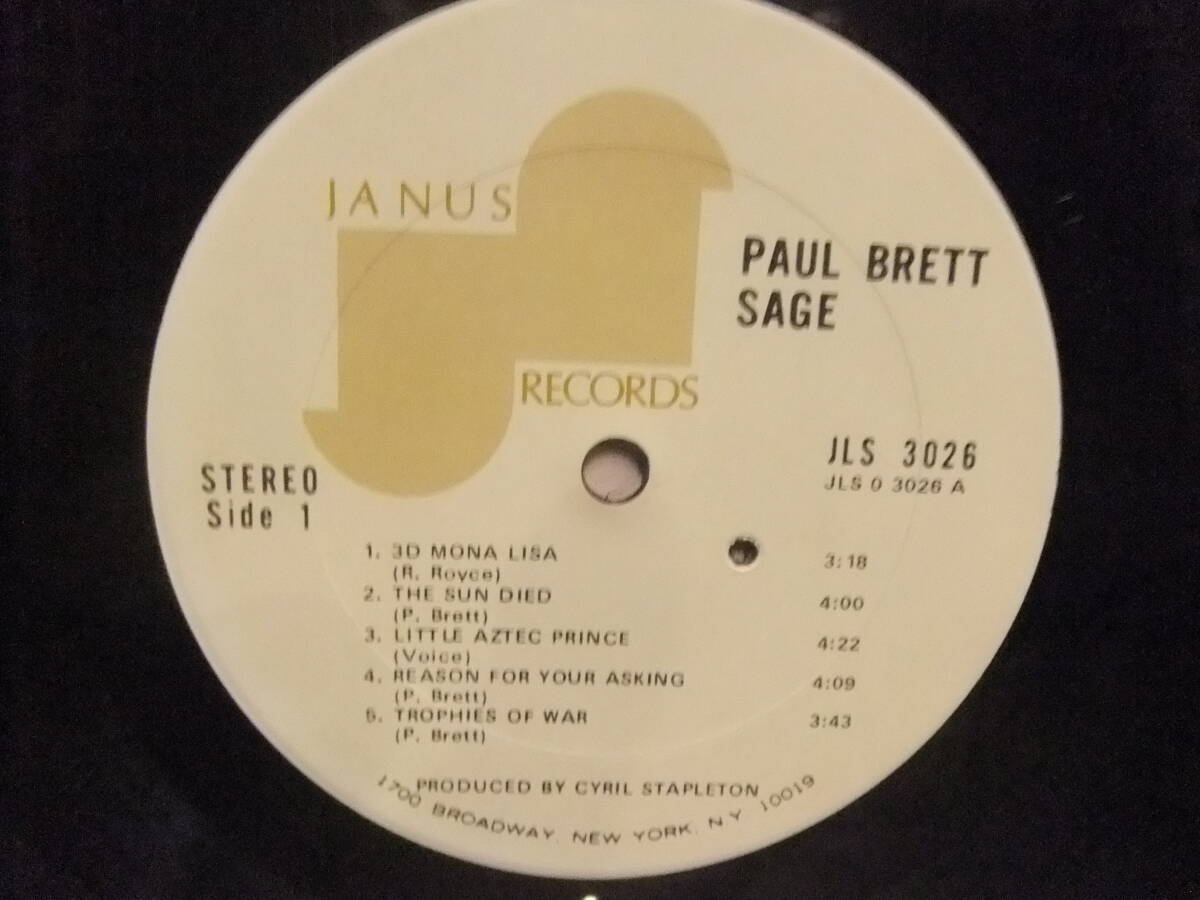 JANUS
RECORDS
PAUL BRETT
SAGE
STEREO
Side 1
JLS 3026
JLS 0 3026 A
1. 3D MONA LISA 3:18
(R. Royce)
2. THE SUN DIED 4:00
(P. Brett)
3. LITTLE AZTEC PRINCE 4:22
(Voice)
4. REASON FOR YOUR ASKING 4:09
(P. Brett)
5. TROPHIES OF WAR 3:43
(P. Brett)
PRODUCED BY CYRIL STAPLETON
1700 BROADWAY, NEW YORK, N.Y. 10019